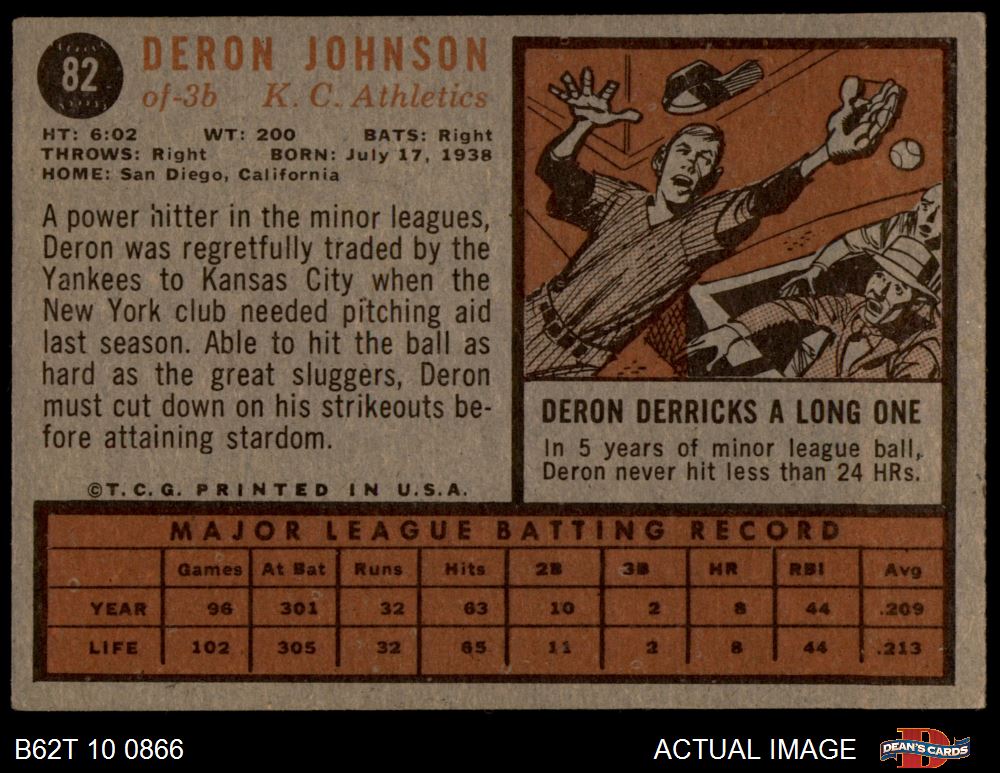 82
DERON JOHNSON
of-3b K. C. Athletics
HT: 6:02 WT: 200 BATS: Right
THROWS: Right BORN: July 17, 1938
HOME: San Diego, California
A power hitter in the minor leagues,
Deron was regretfully traded by the
Yankees to Kansas City when the
New York club needed pitching aid
last season. Able to hit the ball as
hard as the great sluggers, Deron
must cut down on his strikeouts be-
fore attaining stardom.
©T. C. G. PRINTED IN U.S.A.
DERON DERRICKS A LONG ONE
In 5 years of minor league ball,
Deron never hit less than 24 HRs.
MAJOR LEAGUE BATTING RECORD
Games At Bat Runs Hits 2B 3B HR RBI Avg
YEAR 96 301 32 63 10 2 8 44 .209
LIFE 102 305 32 65 11 2 8 44 .213
B62T 10 0866 ACTUAL IMAGE DEAN'S CARDS